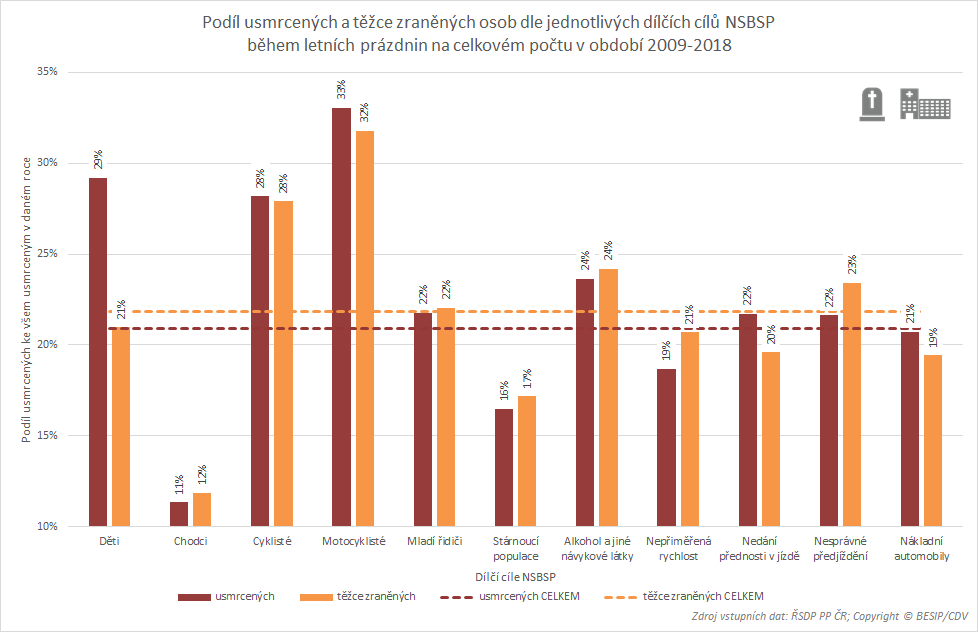 Podíl usmrcených a těžce zraněných osob dle jednotlivých dílčích cílů NSBSP
během letních prázdnin na celkovém počtu v období 2009-2018
Podíl usmrcených ke všem usmrceným v daném roce
35%
30%
25%
20%
15%
10%
29%
21%
11%
12%
28%
28%
33%
32%
22%
22%
16%
17%
24%
24%
19%
21%
22%
20%
22%
23%
21%
19%
Děti
Chodci
Cyklisté
Motocyklisté
Mladí řidiči
Stárnoucí
populace
Alkohol a jiné
návykové látky
Nepřiměřená
rychlost
Nedání
přednosti v jízdě
Nesprávné
předjíždění
Nákladní
automobily
Dílčí cíle NSBSP
usmrcených
těžce zraněných
usmrcených CELKEM
těžce zraněných CELKEM
Zdroj vstupních dat: ŘSDP PP ČR; Copyright © BESIP/CDV